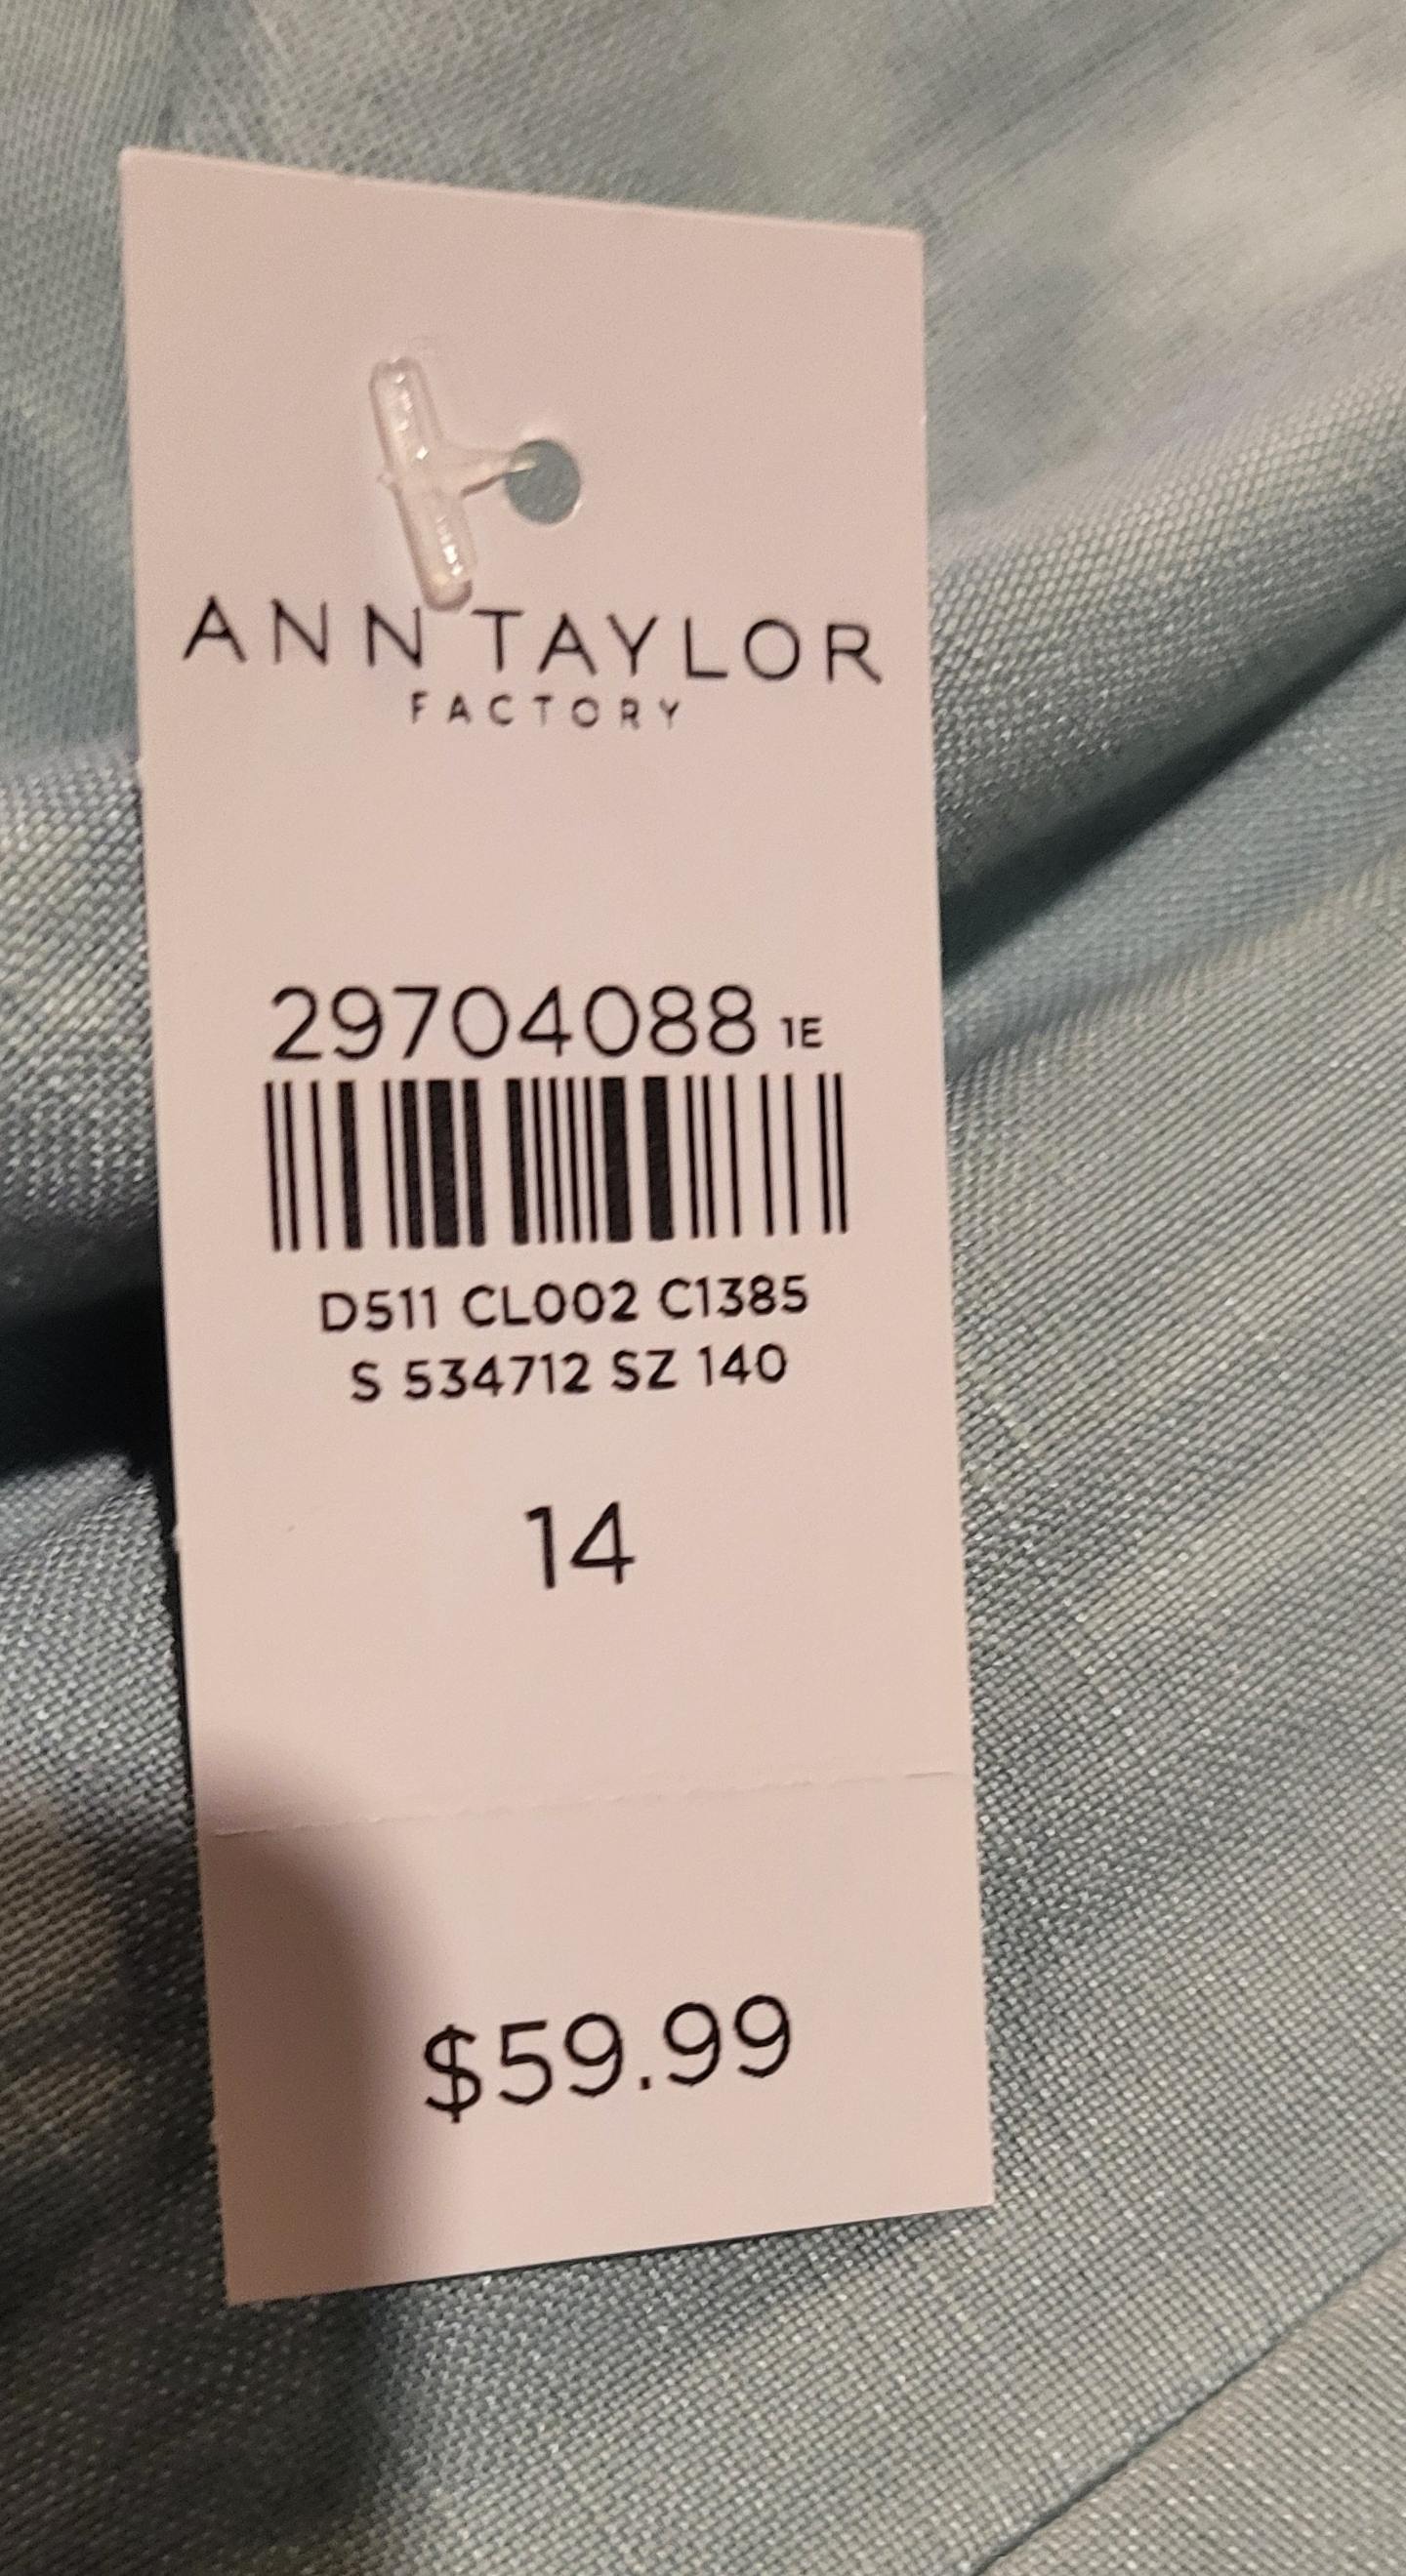 ANN TAYLOR
FACTORY
29704088 1E
D511 CL002 C1385
S 534712 SZ 140
14
$59.99